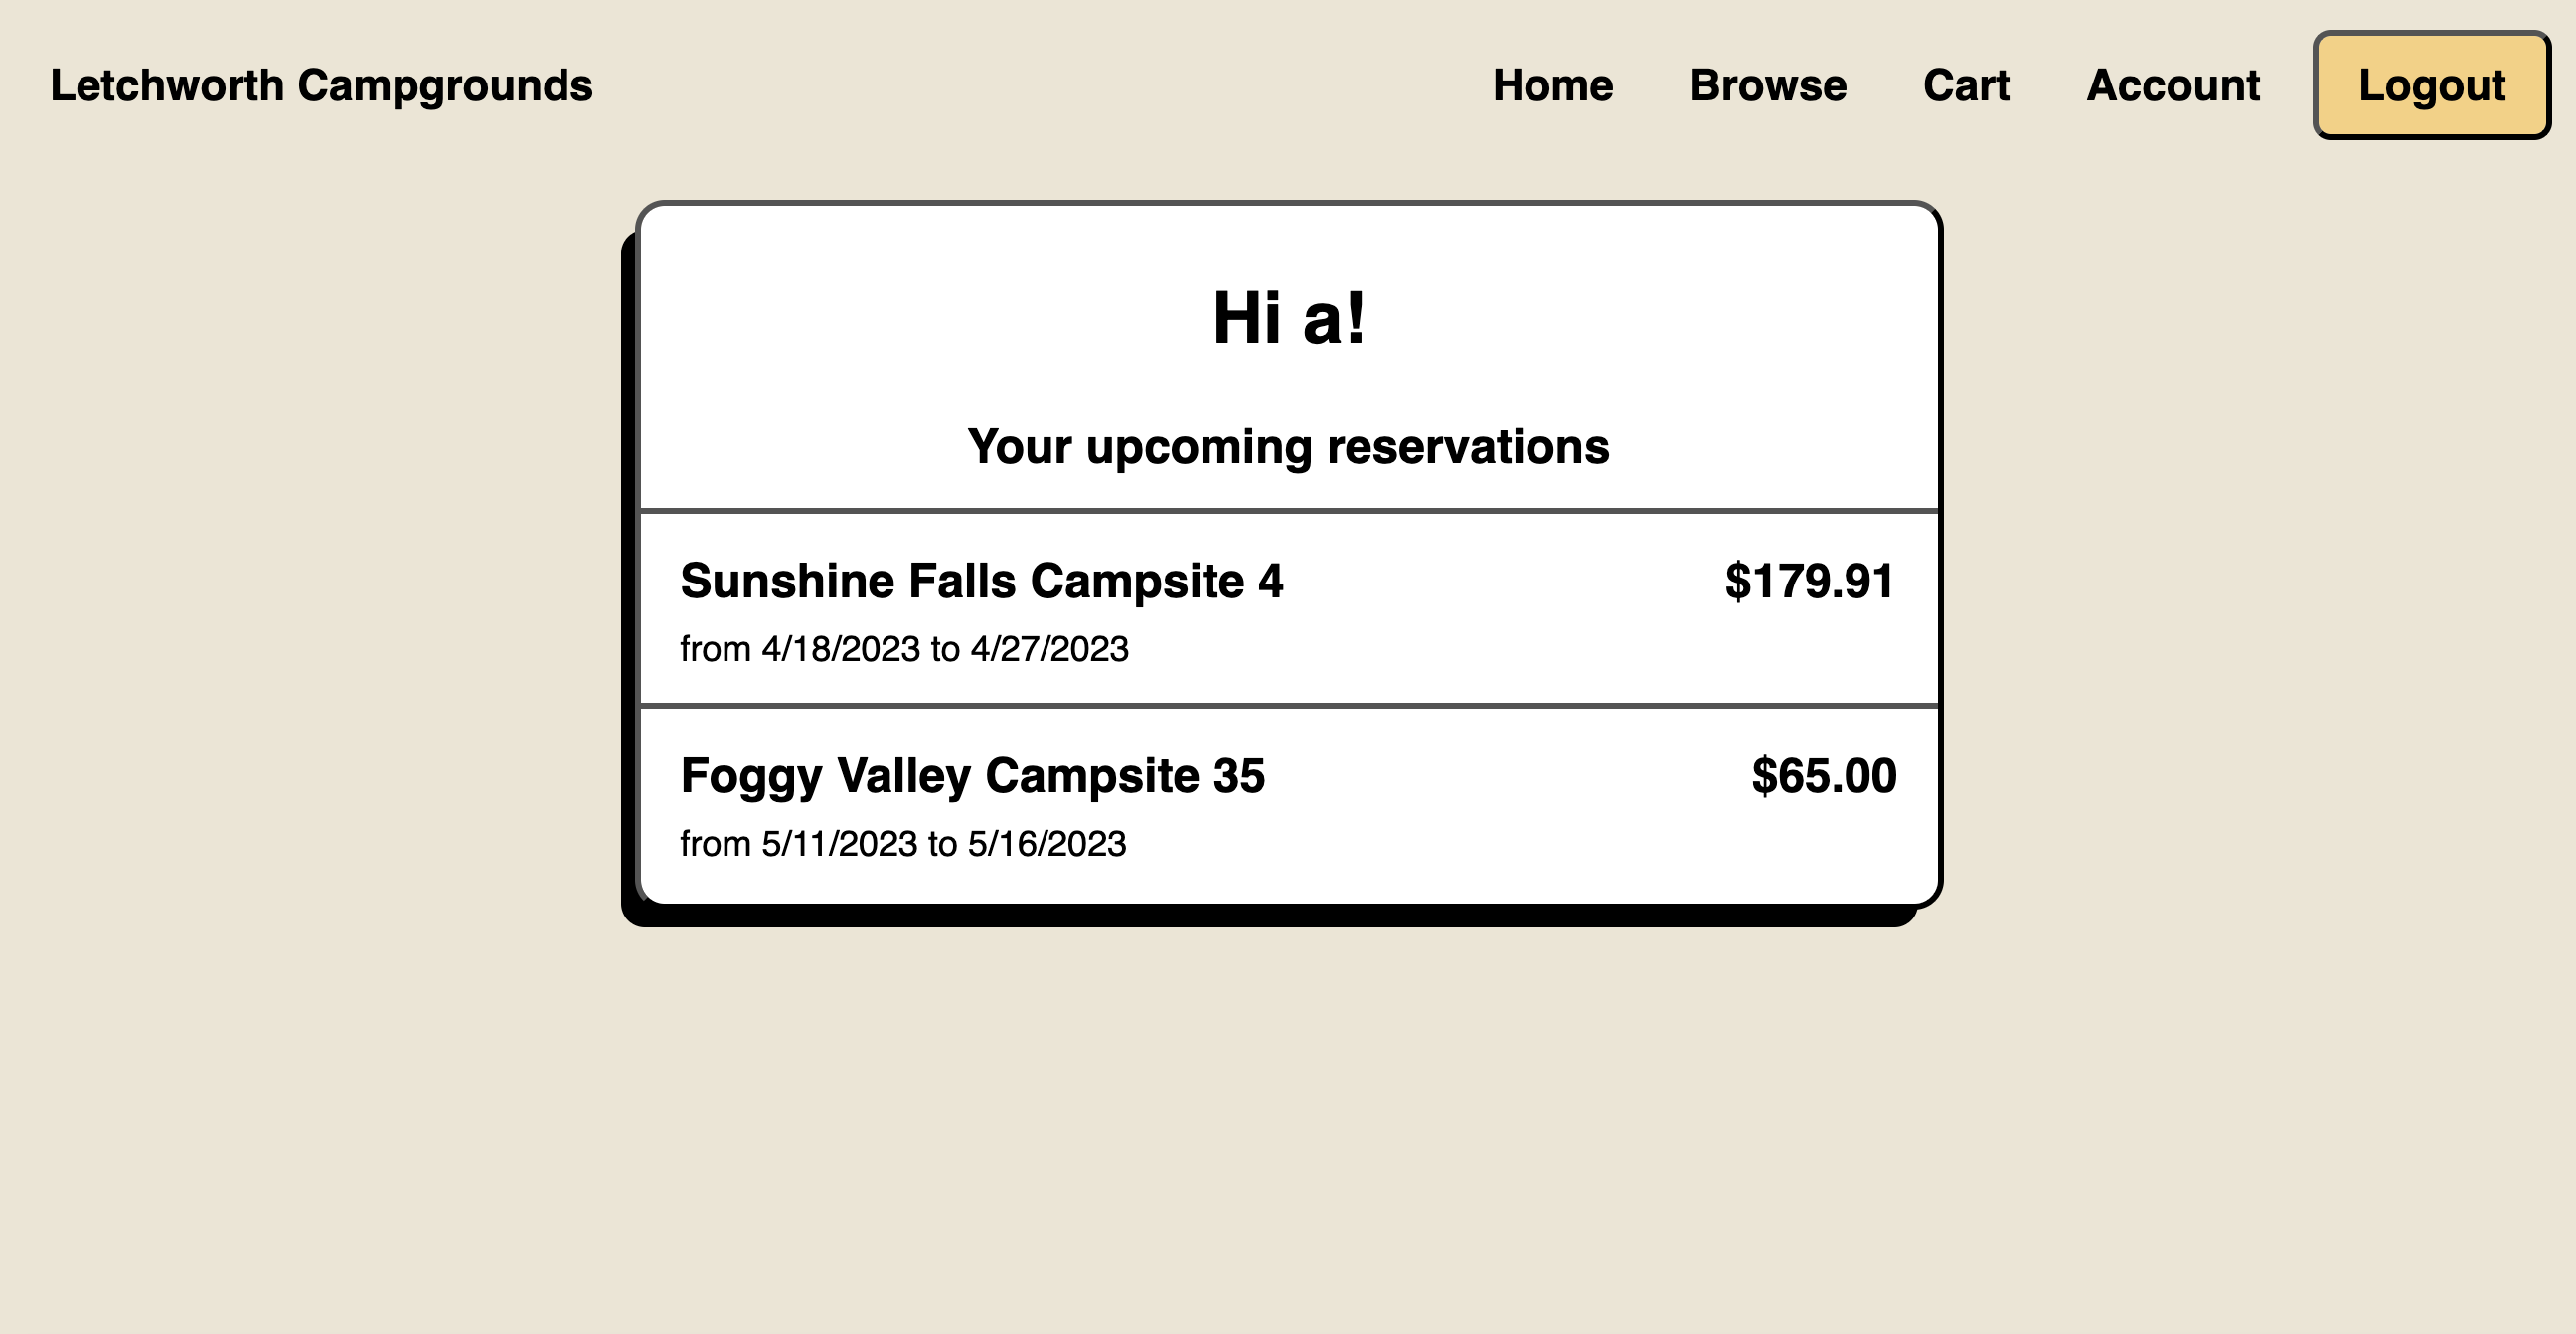 Letchworth Campgrounds
Home Browse Cart Account Logout
Hi a!
Your upcoming reservations
Sunshine Falls Campsite 4 $179.91
from 4/18/2023 to 4/27/2023
Foggy Valley Campsite 35 $65.00
from 5/11/2023 to 5/16/2023